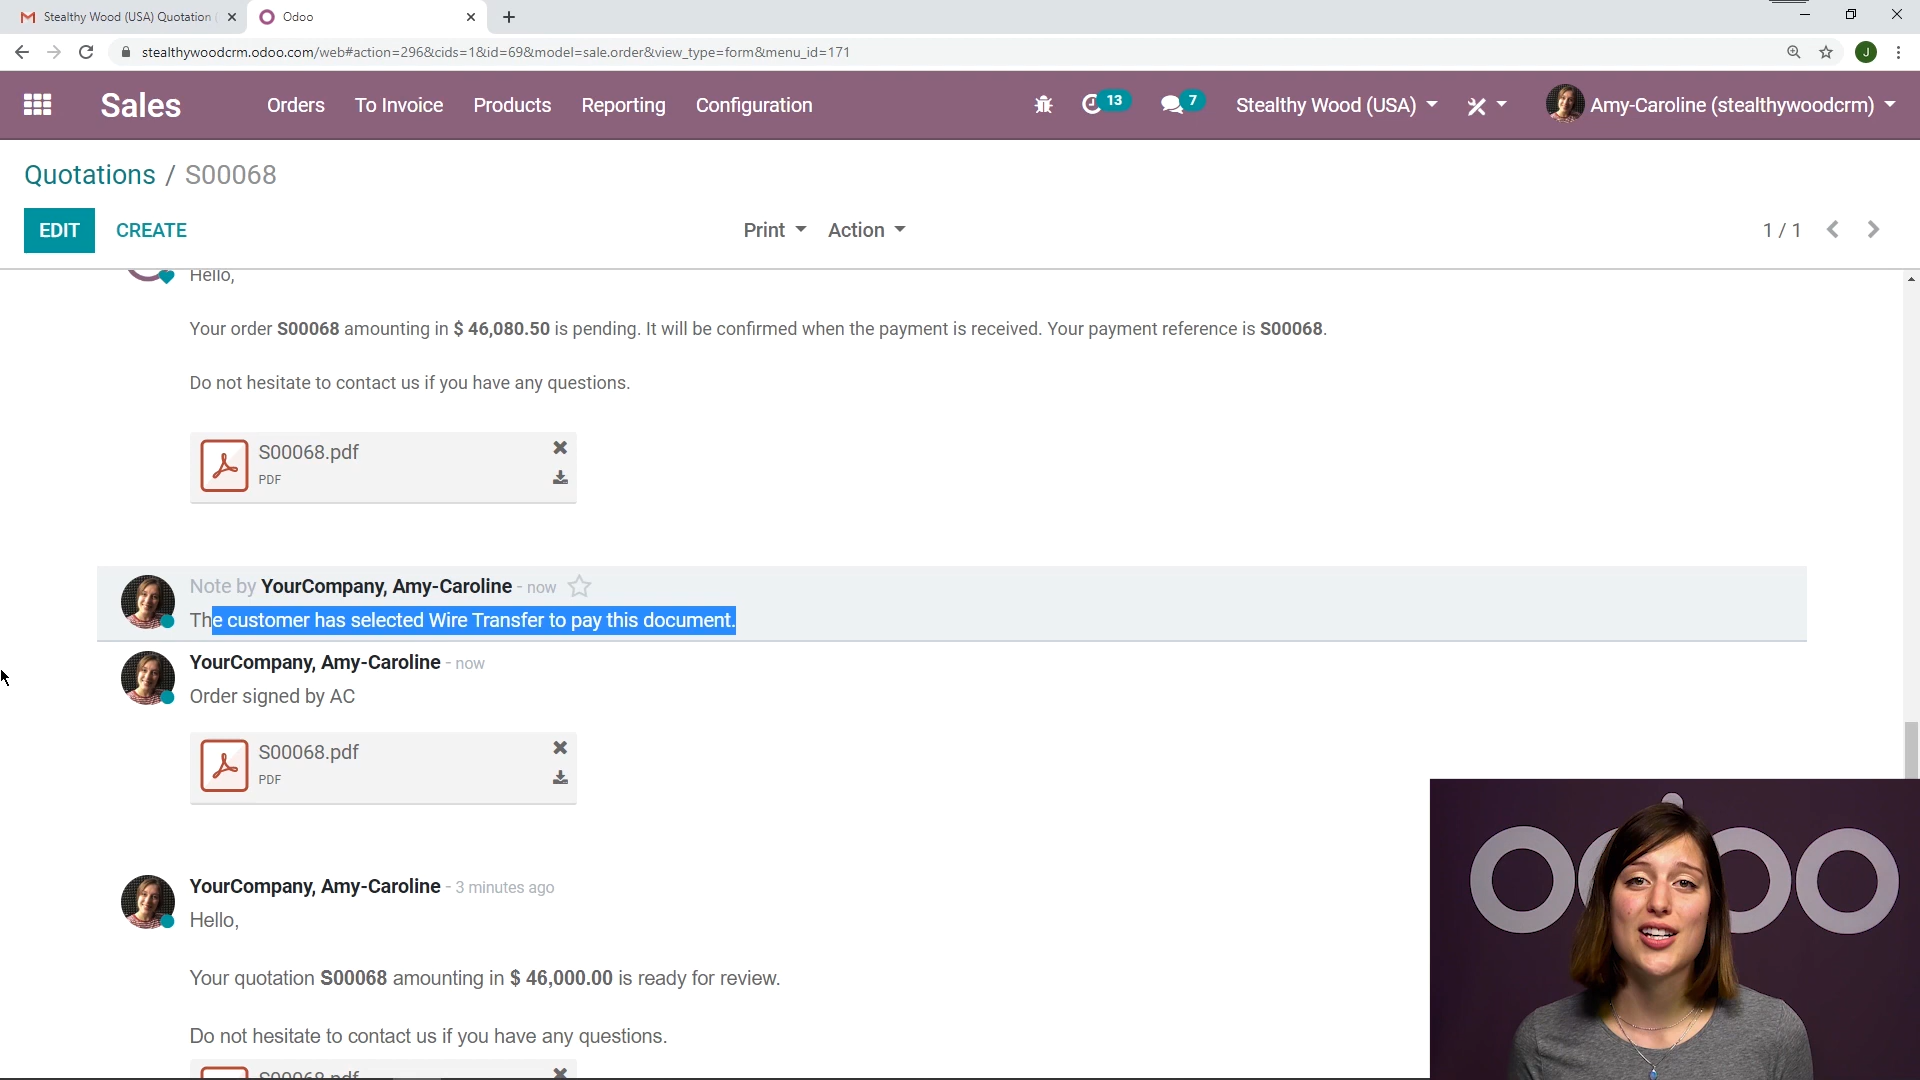 Stealthy Wood (USA) Quotation
Odoo
stealthywoodcrm.odoo.com/web#action=296&cids=1&id=69&model=sale.order&view_type=form&menu_id=171
J
Sales
Orders
To Invoice
Products
Reporting
Configuration
13
7
Stealthy Wood (USA)
Amy-Caroline (stealthywoodcrm)
Quotations / S00068
EDIT
CREATE
Print
Action
1 / 1
Hello,
Your order S00068 amounting in $ 46,080.50 is pending. It will be confirmed when the payment is received. Your payment reference is S00068.
Do not hesitate to contact us if you have any questions.
S00068.pdf
PDF
Note by YourCompany, Amy-Caroline - now
The customer has selected Wire Transfer to pay this document.
YourCompany, Amy-Caroline - now
Order signed by AC
S00068.pdf
PDF
YourCompany, Amy-Caroline - 3 minutes ago
Hello,
Your quotation S00068 amounting in $ 46,000.00 is ready for review.
Do not hesitate to contact us if you have any questions.
S00068.pdf
odoo